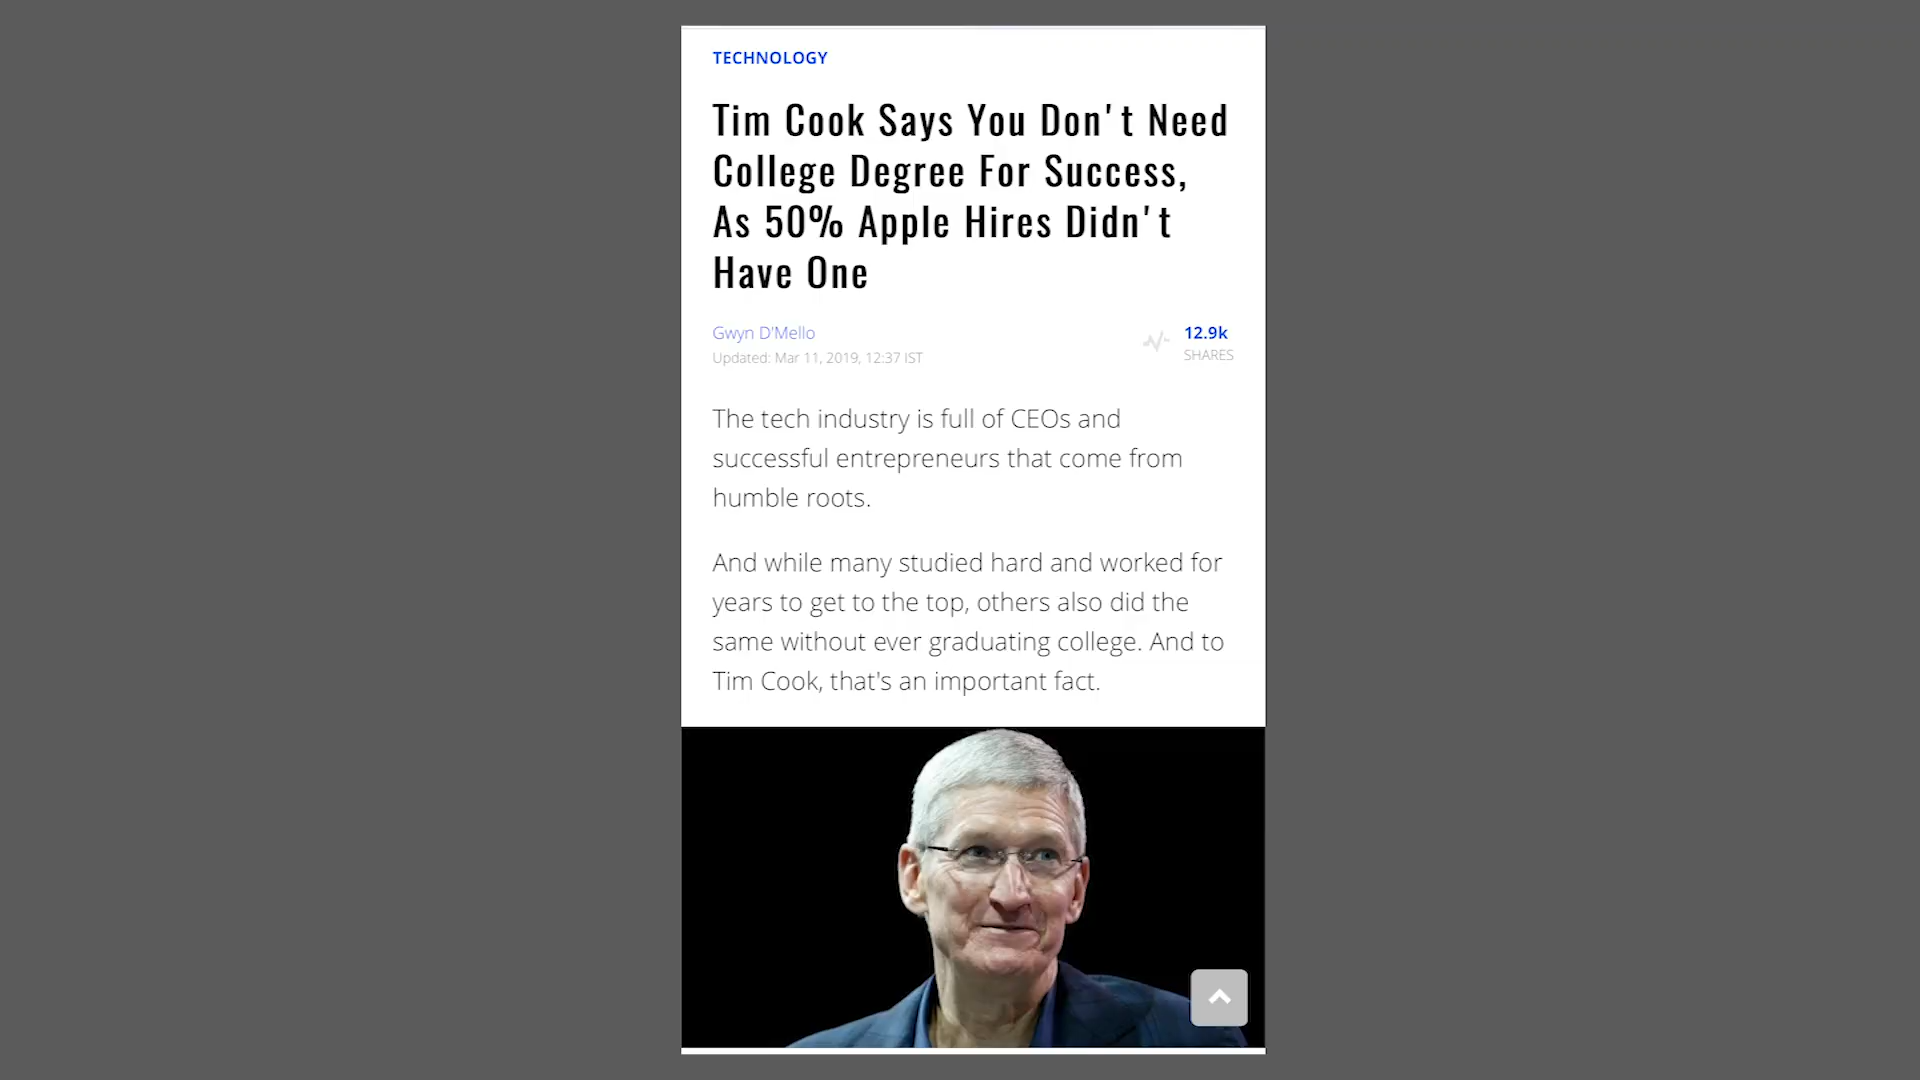 TECHNOLOGY
Tim Cook Says You Don't Need
College Degree For Success,
As 50% Apple Hires Didn't
Have One
Gwyn D'Mello
12.9k
Updated: Mar 11, 2019, 12:37 IST
SHARES
The tech industry is full of CEOs and
successful entrepreneurs that come from
humble roots.
And while many studied hard and worked for
years to get to the top, others also did the
same without ever graduating college. And to
Tim Cook, that's an important fact.